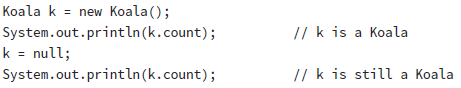 Koala k = new Koala();
System.out.println(k.count);          // k is a Koala
k = null;
System.out.println(k.count);          // k is still a Koala